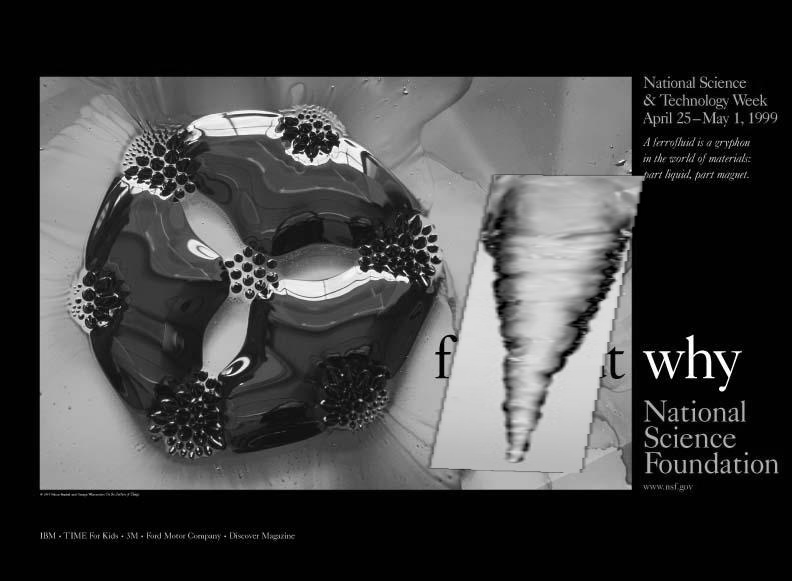 National Science
& Technology Week
April 25–May 1, 1999
A ferrofluid is a gryphon
in the world of materials:
part liquid, part magnet.
why
National
Science
Foundation
www.nsf.gov
IBM • TIME For Kids • 3M • Ford Motor Company • Discover Magazine